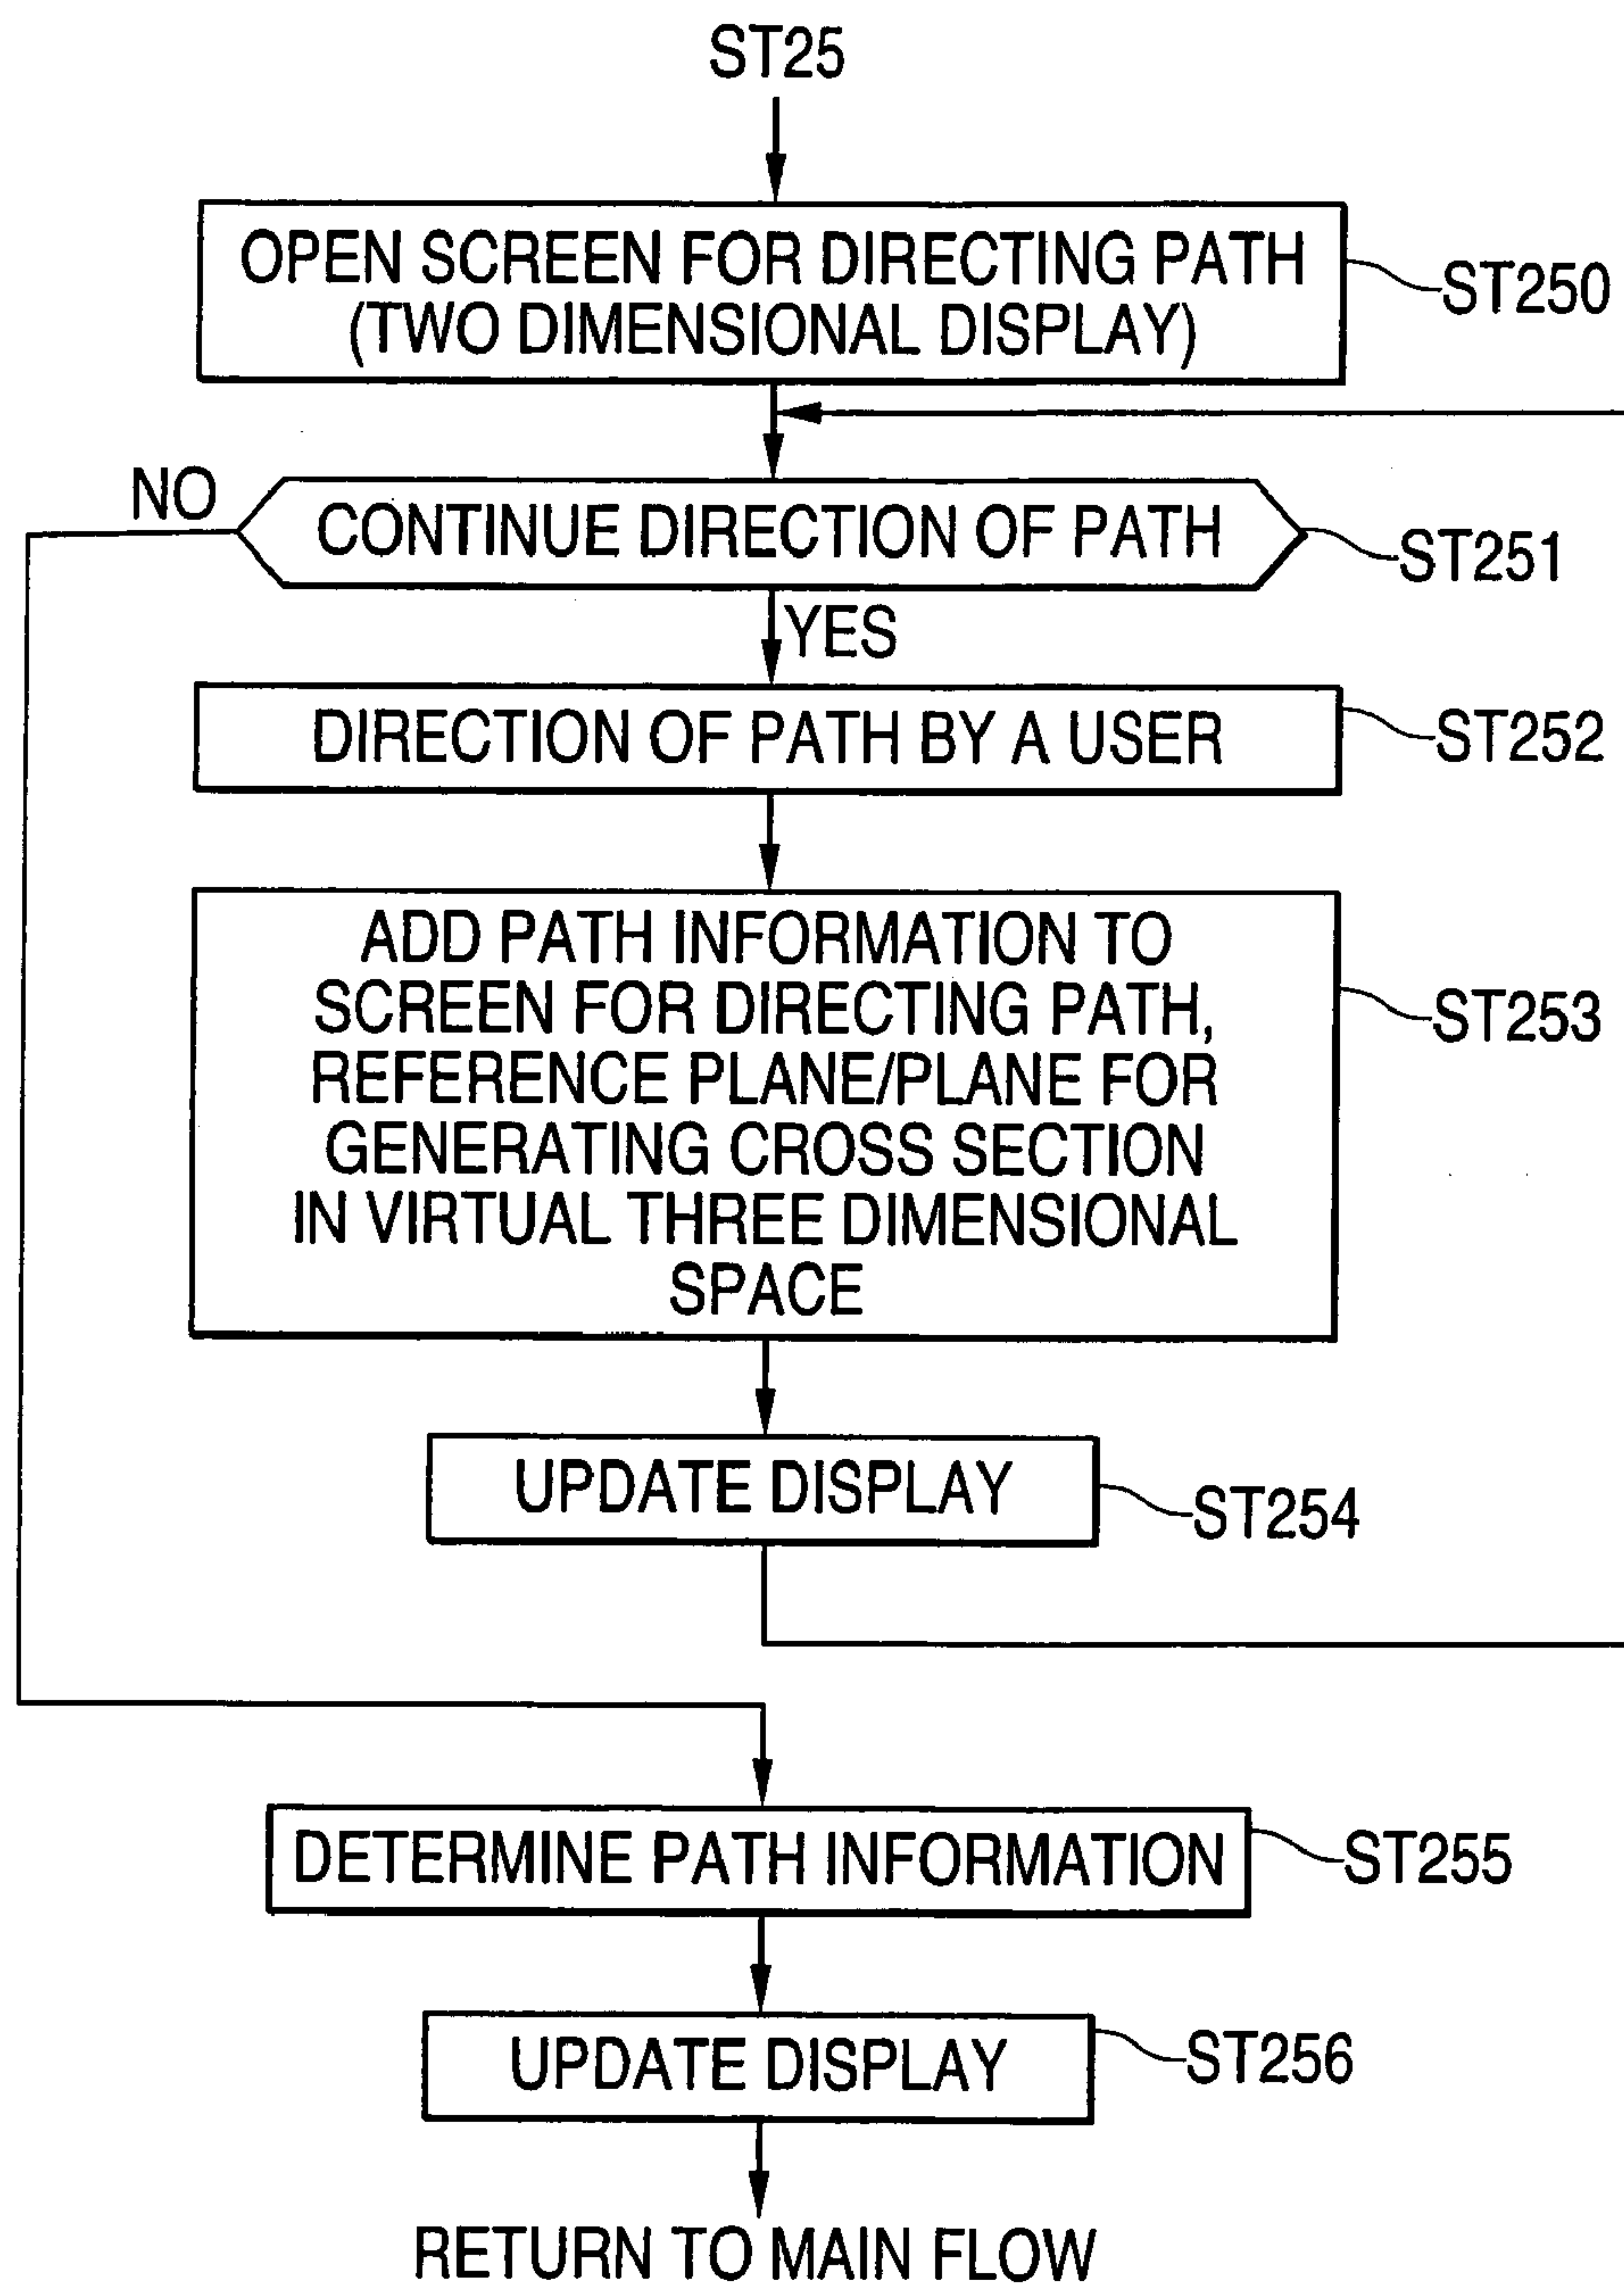 ST25
OPEN SCREEN FOR DIRECTING PATH
(TWO DIMENSIONAL DISPLAY)
ST250
NO
CONTINUE DIRECTION OF PATH
ST251
YES
DIRECTION OF PATH BY A USER
ST252
ADD PATH INFORMATION TO
SCREEN FOR DIRECTING PATH,
REFERENCE PLANE/PLANE FOR
GENERATING CROSS SECTION
IN VIRTUAL THREE DIMENSIONAL
SPACE
ST253
UPDATE DISPLAY
ST254
DETERMINE PATH INFORMATION
ST255
UPDATE DISPLAY
ST256
RETURN TO MAIN FLOW